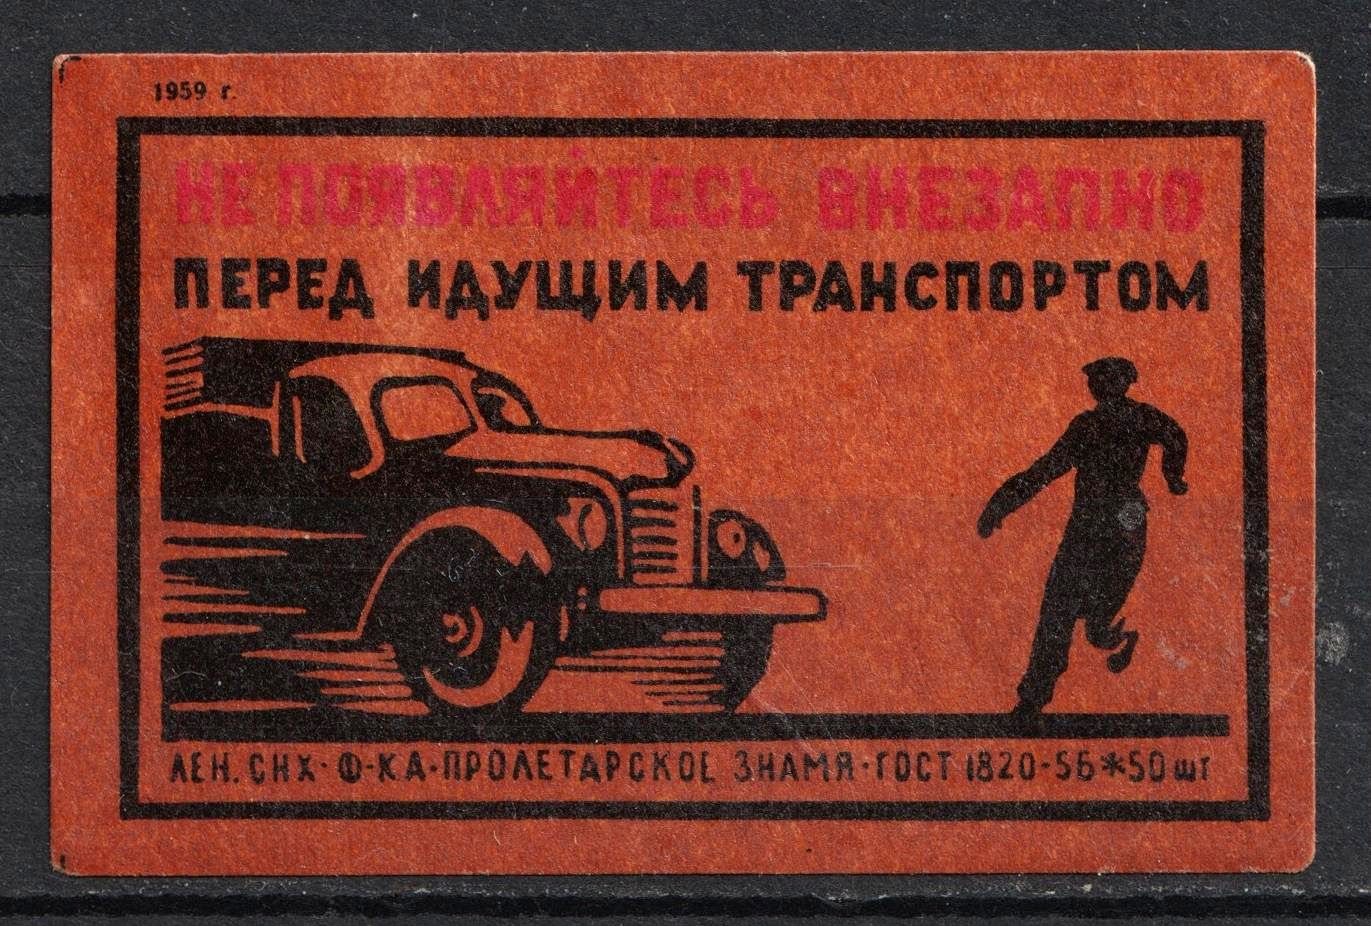 1959 г.
НЕ ПОЯВЛЯЙТЕСЬ ВНЕЗАПНО
ПЕРЕД ИДУЩИМ ТРАНСПОРТОМ
ЛЕН. СНХ · Ф-КА · ПРОЛЕТАРСКОЕ ЗНАМЯ · ГОСТ 1820-56*50 шт